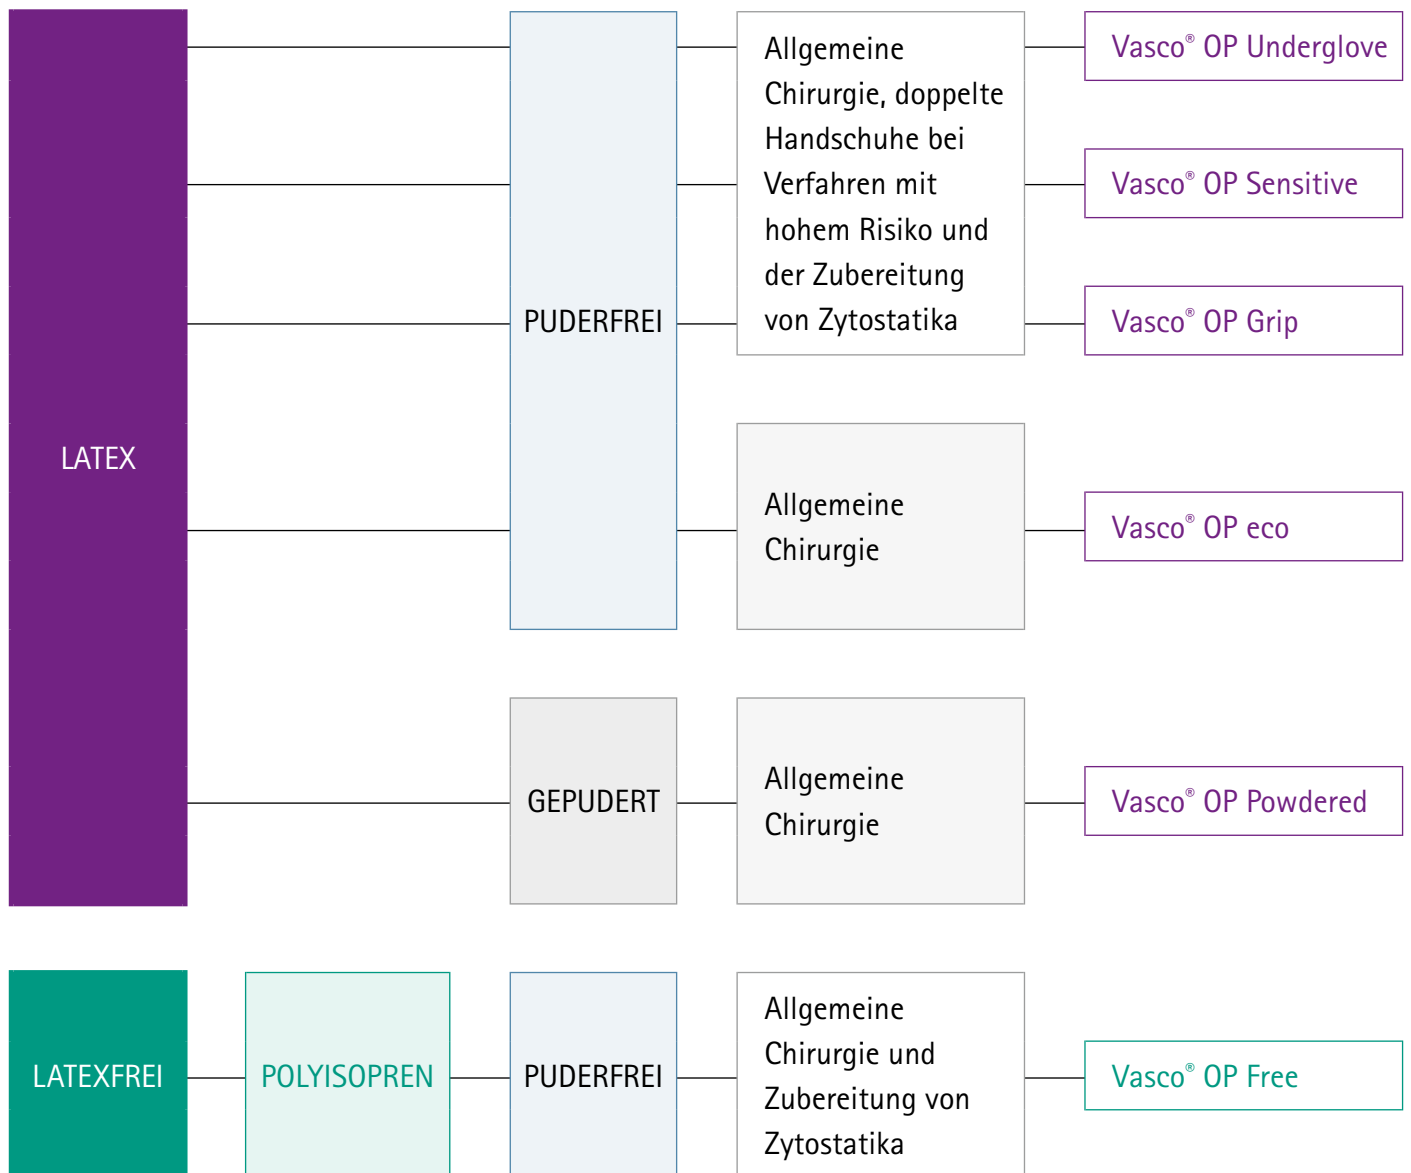 LATEX
PUDERFREI
Allgemeine
Chirurgie, doppelte
Handschuhe bei
Verfahren mit
hohem Risiko und
der Zubereitung
von Zytostatika
Vasco® OP Underglove
Vasco® OP Sensitive
Vasco® OP Grip
Allgemeine
Chirurgie
Vasco® OP eco
GEPUDERT
Allgemeine
Chirurgie
Vasco® OP Powdered
LATEXFREI
POLYISOPREN
PUDERFREI
Allgemeine
Chirurgie und
Zubereitung von
Zytostatika
Vasco® OP Free